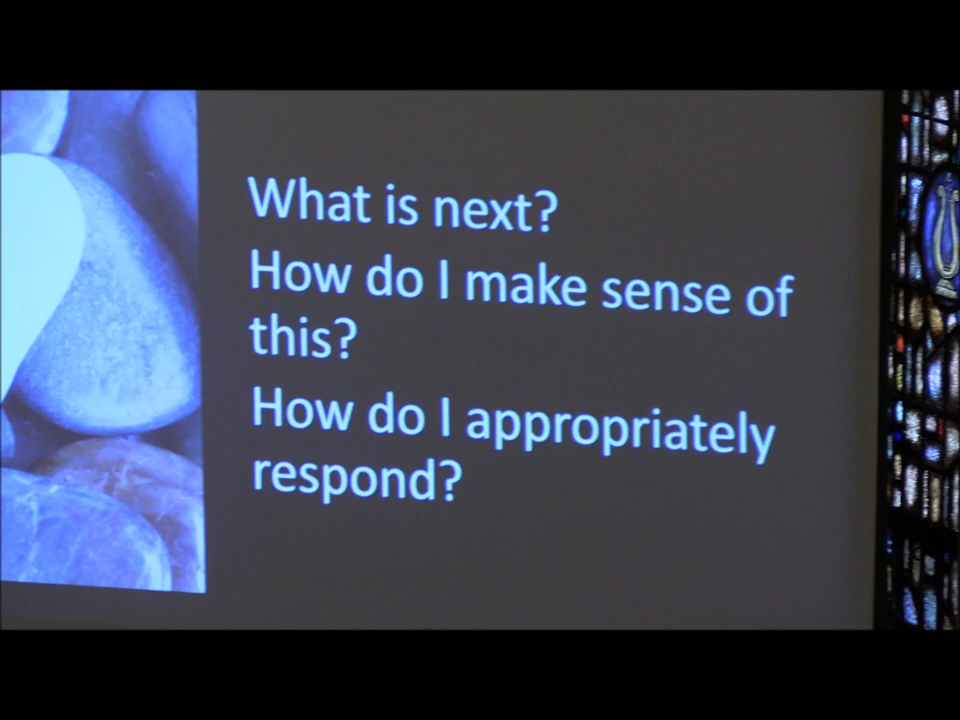 What is next?
How do I make sense of
this?
How do I appropriately
respond?